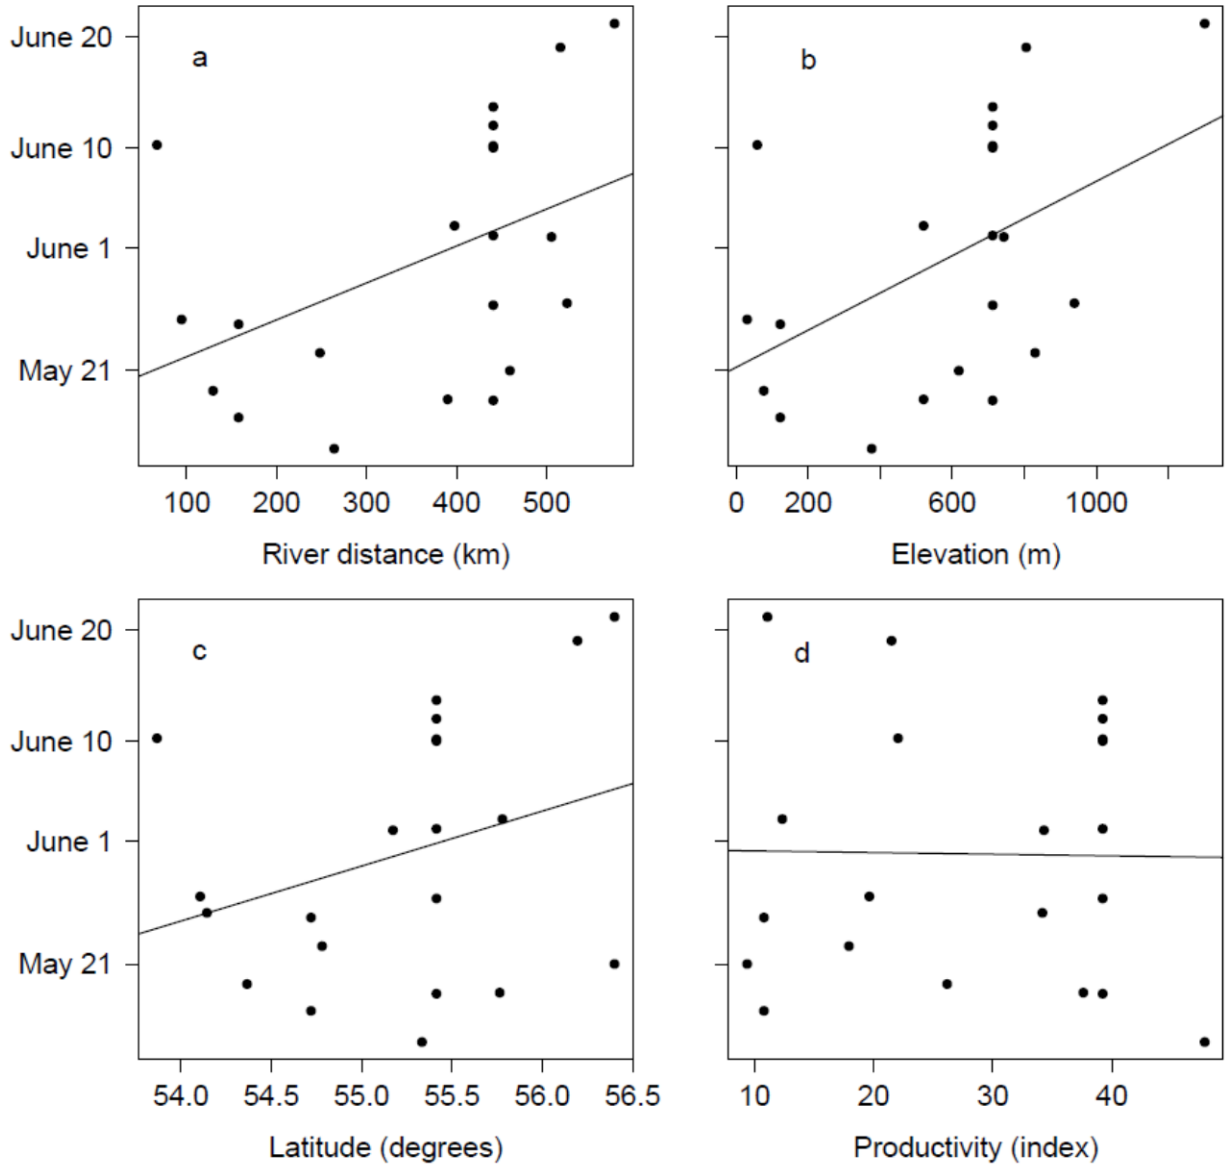 June 20
June 10
June 1
May 21
a
100 200 300 400 500
River distance (km)
b
0 200 600 1000
Elevation (m)
June 20
June 10
June 1
May 21
c
54.0 54.5 55.0 55.5 56.0 56.5
Latitude (degrees)
d
10 20 30 40
Productivity (index)